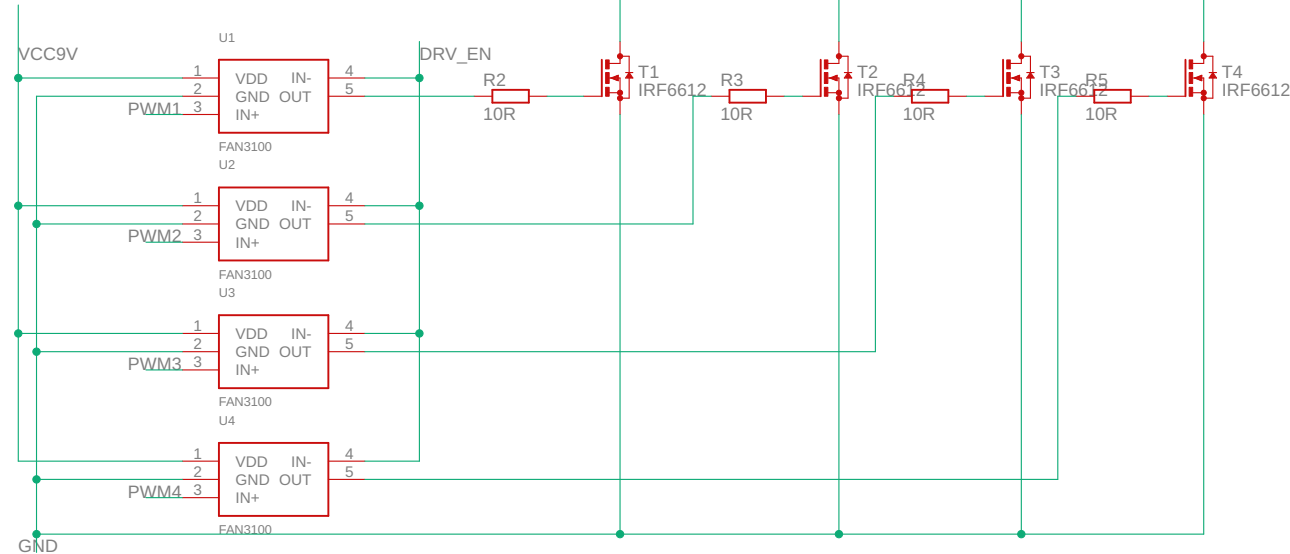 VCC9V
U1
1 VDD IN- 4
2 GND OUT 5
PWM1 3 IN+
FAN3100
DRV_EN
R2
10R
T1
IRF6612
R3
10R
T2
IRF6612
R4
10R
T3
IRF6612
R5
10R
T4
IRF6612
U2
1 VDD IN- 4
2 GND OUT 5
PWM2 3 IN+
FAN3100
U3
1 VDD IN- 4
2 GND OUT 5
PWM3 3 IN+
FAN3100
U4
1 VDD IN- 4
2 GND OUT 5
PWM4 3 IN+
FAN3100
GND